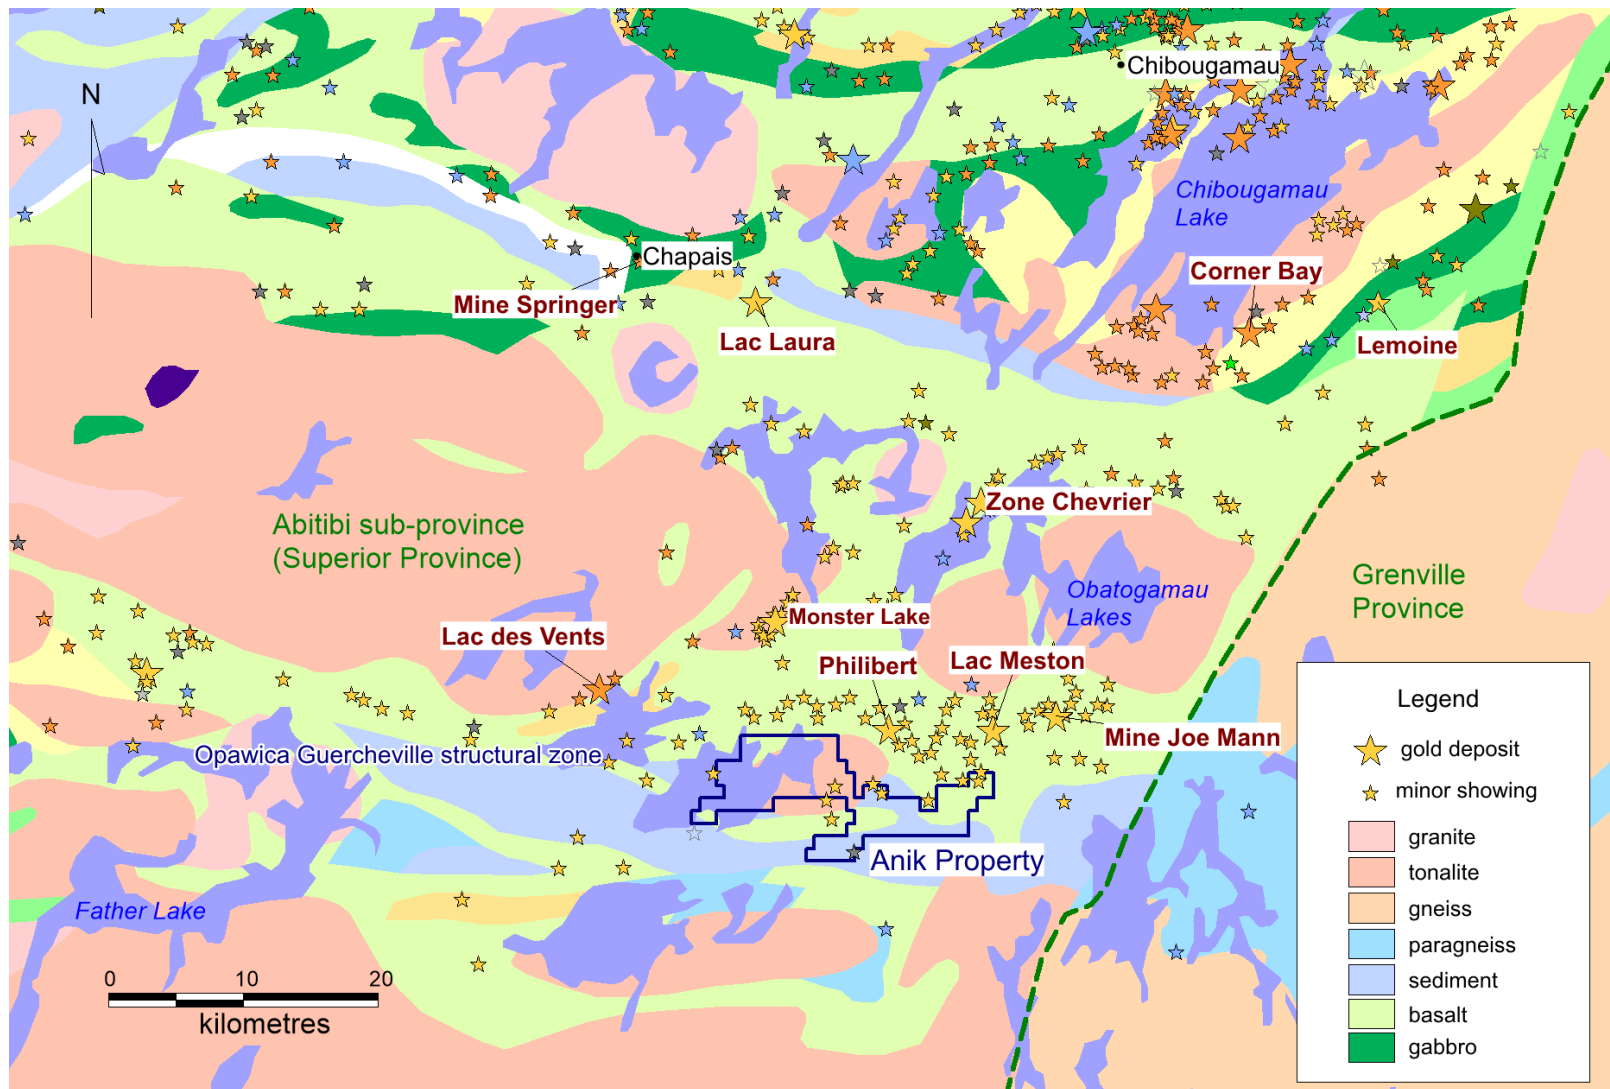 N
Chibougamau
Chibougamau
Lake
Chapais
Corner Bay
Mine Springer
Lac Laura
Lemoine
Zone Chevrier
Abitibi sub-province
(Superior Province)
Grenville
Province
Obatogamau
Lakes
Monster Lake
Lac des Vents
Philibert
Lac Meston
Mine Joe Mann
Opawica Guercheville structural zone
Anik Property
Father Lake
0 10 20
kilometres
Legend
gold deposit
minor showing
granite
tonalite
gneiss
paragneiss
sediment
basalt
gabbro